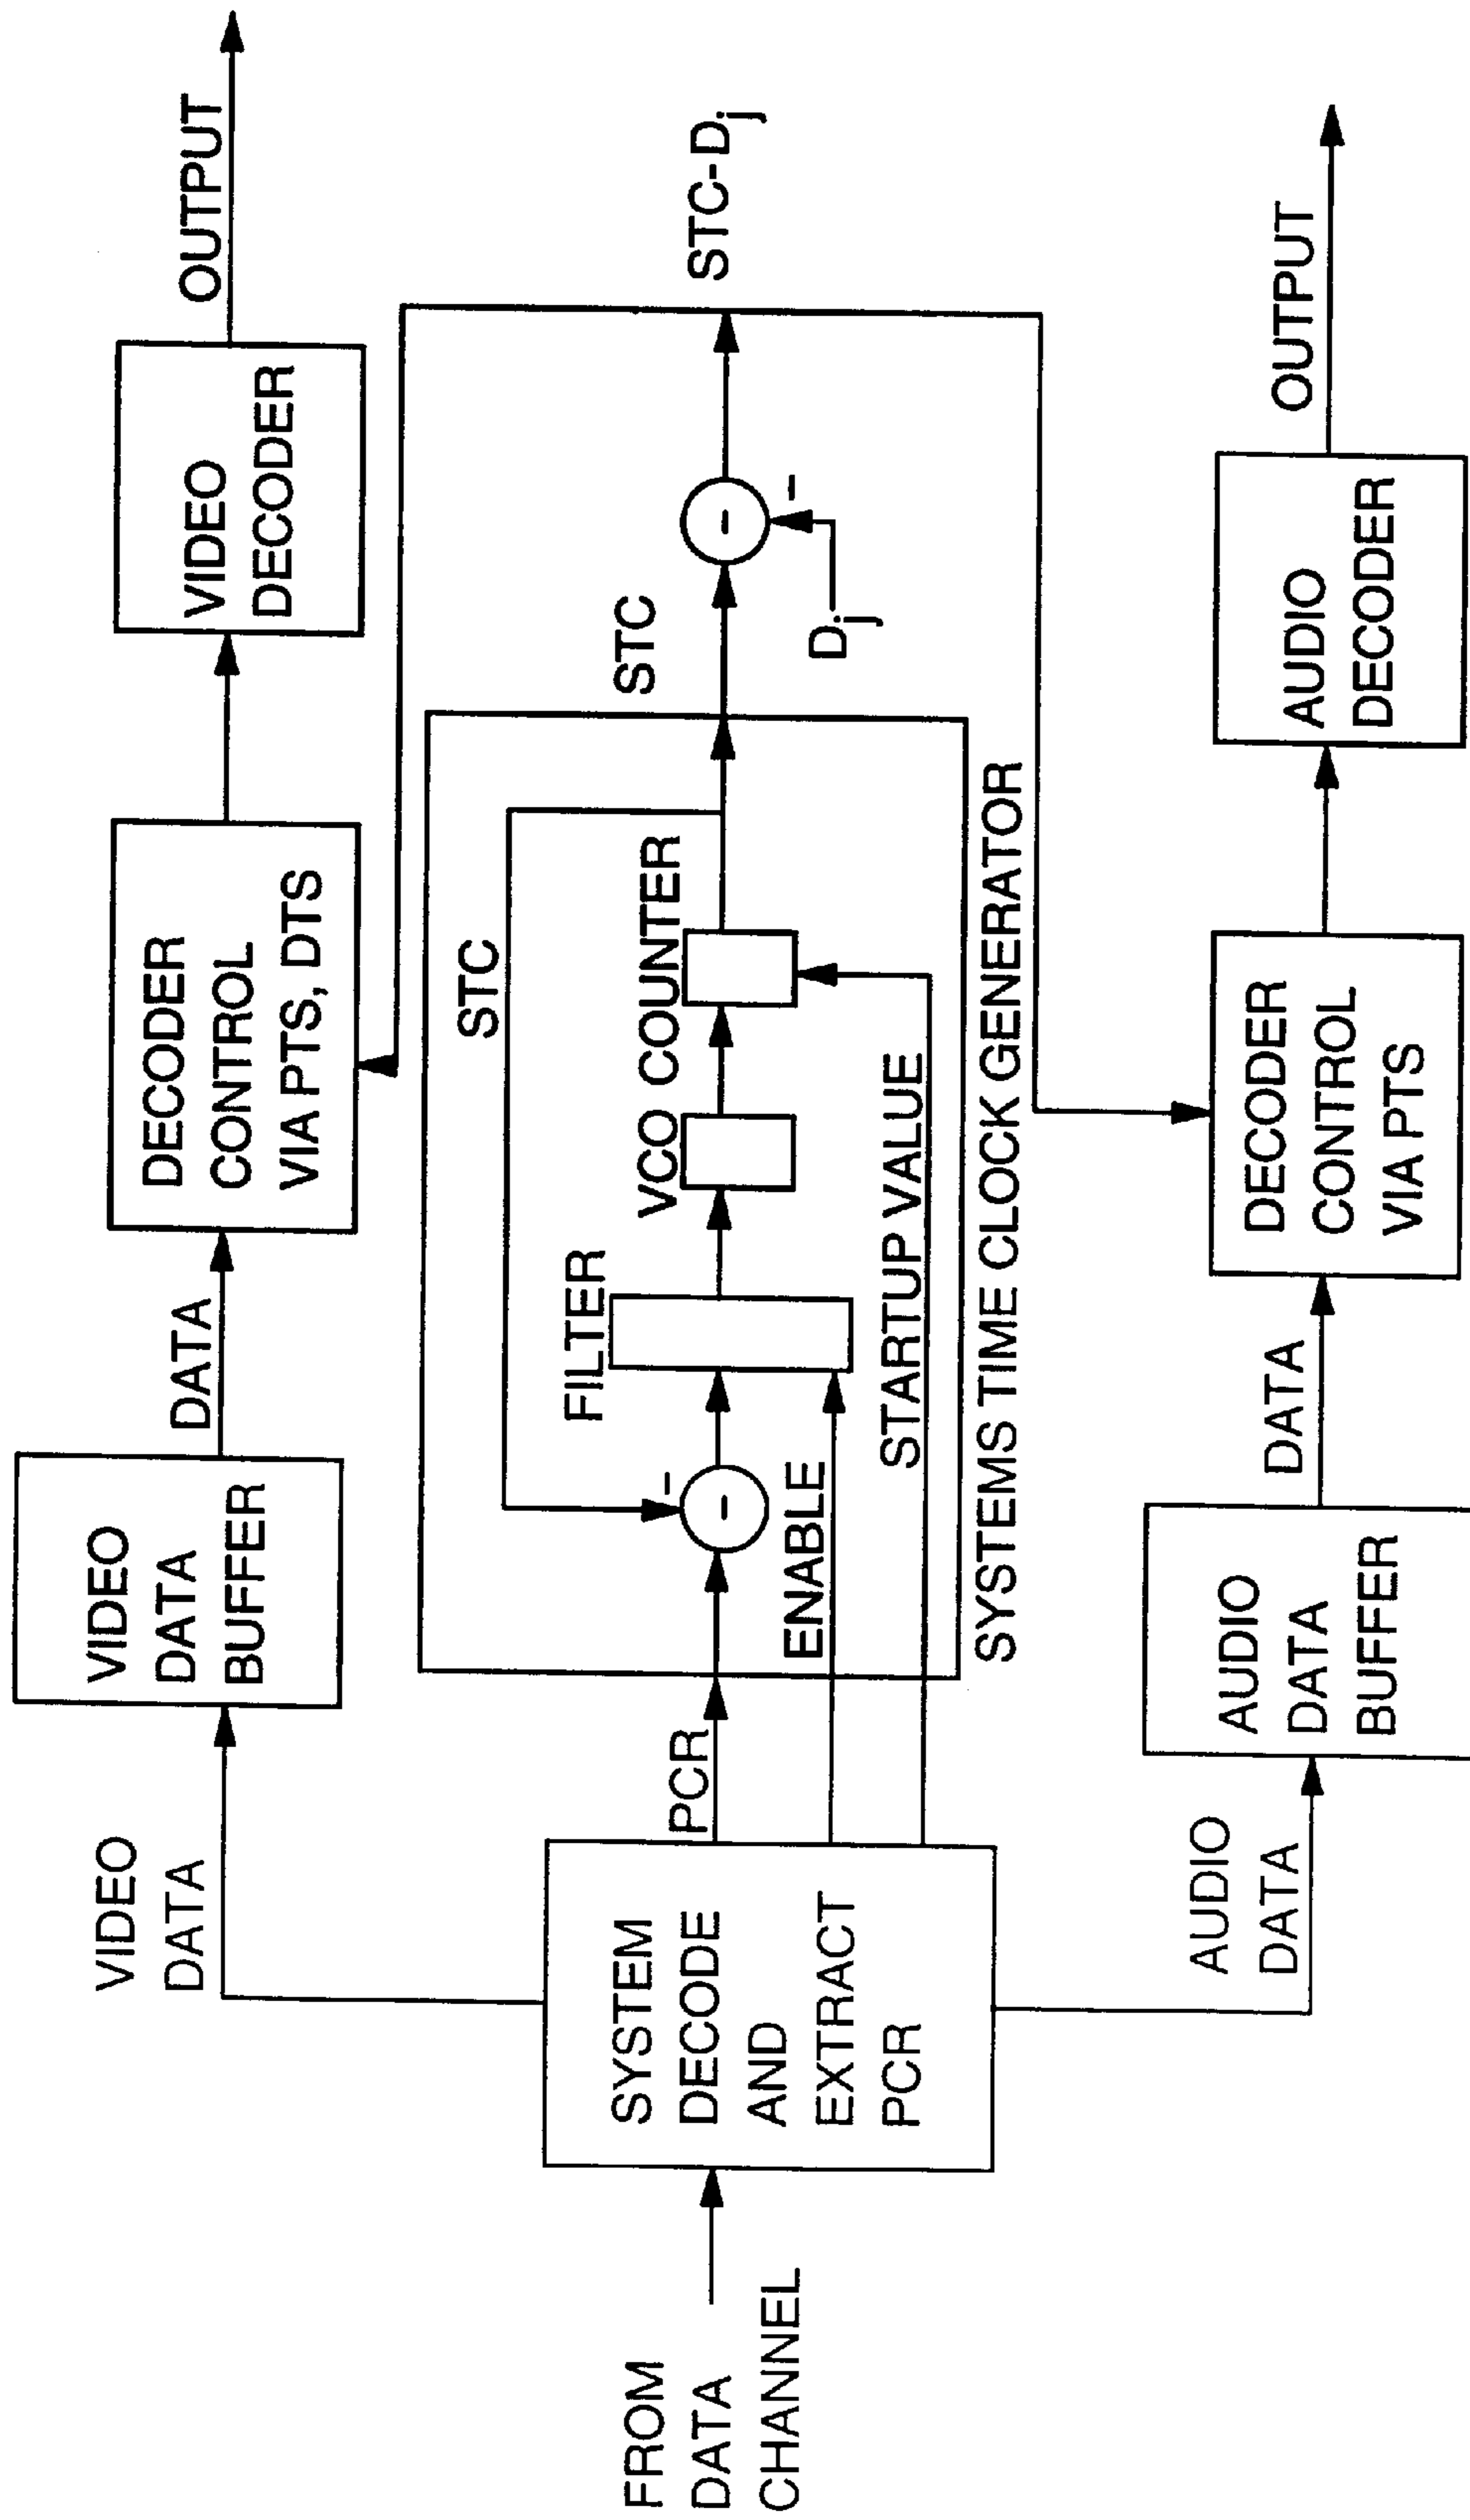 FROM
DATA
CHANNEL
SYSTEM
DECODE
AND
EXTRACT
PCR
VIDEO
DATA
VIDEO
DATA
BUFFER
DATA
DECODER
CONTROL
VIA PTS, DTS
VIDEO
DECODER
OUTPUT
PCR
-
-
ENABLE
FILTER
STC
VCO COUNTER
STARTUP VALUE
SYSTEMS TIME CLOCK GENERATOR
STC
-
-
Dij
STC-Dij
AUDIO
DATA
AUDIO
DATA
BUFFER
DATA
DECODER
CONTROL
VIA PTS
AUDIO
DECODER
OUTPUT